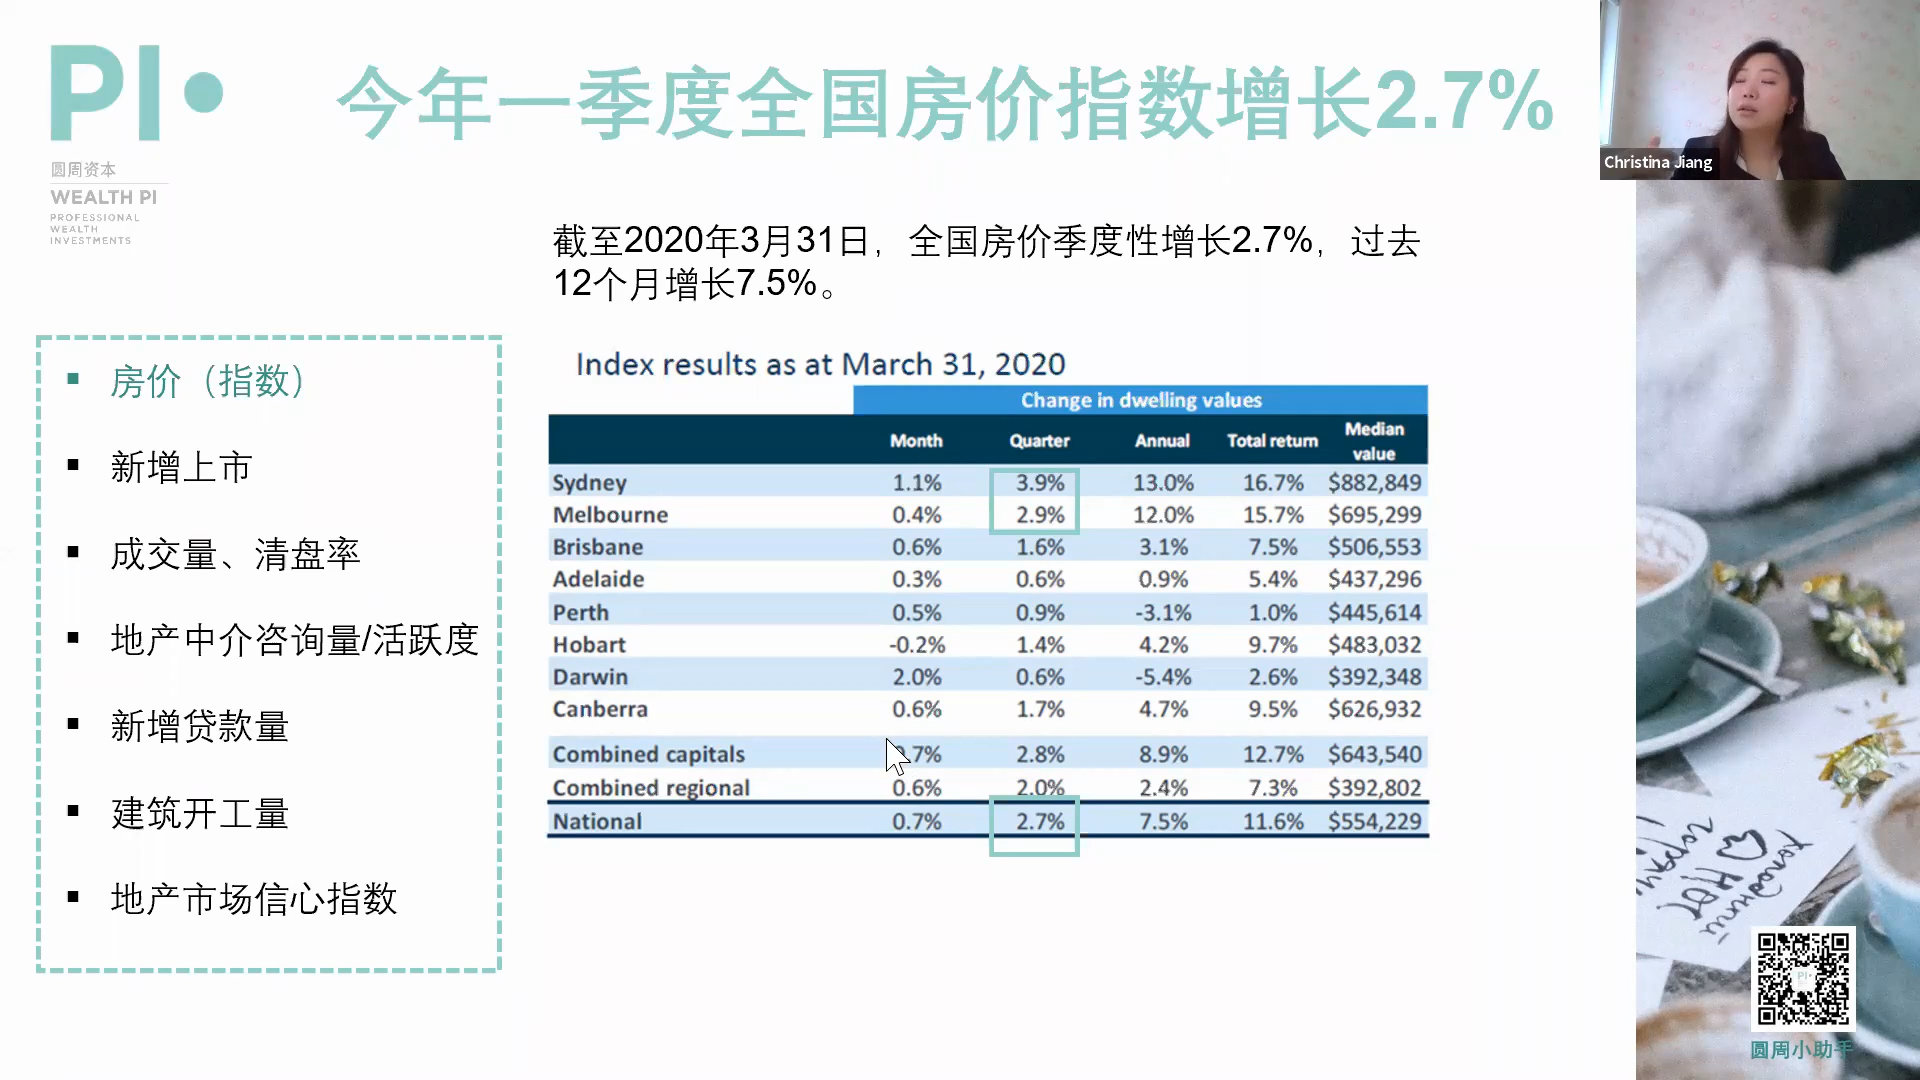 PI
今年一季度全国房价指数增长2.7%
Christina Jiang
圆周资本
WEALTH PI
PROFESSIONAL
WEALTH
INVESTMENTS
截至2020年3月31日，全国房价季度性增长2.7%，过去
12个月增长7.5%。
房价（指数）
新增上市
成交量、清盘率
地产中介咨询量/活跃度
新增贷款量
建筑开工量
地产市场信心指数
Index results as at March 31, 2020
Change in dwelling values
Month Quarter Annual Total return Median value
Sydney 1.1% 3.9% 13.0% 16.7% $882,849
Melbourne 0.4% 2.9% 12.0% 15.7% $695,299
Brisbane 0.6% 1.6% 3.1% 7.5% $506,553
Adelaide 0.3% 0.6% 0.9% 5.4% $437,296
Perth 0.5% 0.9% -3.1% 1.0% $445,614
Hobart -0.2% 1.4% 4.2% 9.7% $483,032
Darwin 2.0% 0.6% -5.4% 2.6% $392,348
Canberra 0.6% 1.7% 4.7% 9.5% $626,932
Combined capitals 0.7% 2.8% 8.9% 12.7% $643,540
Combined regional 0.6% 2.0% 2.4% 7.3% $392,802
National 0.7% 2.7% 7.5% 11.6% $554,229
圆周小助手